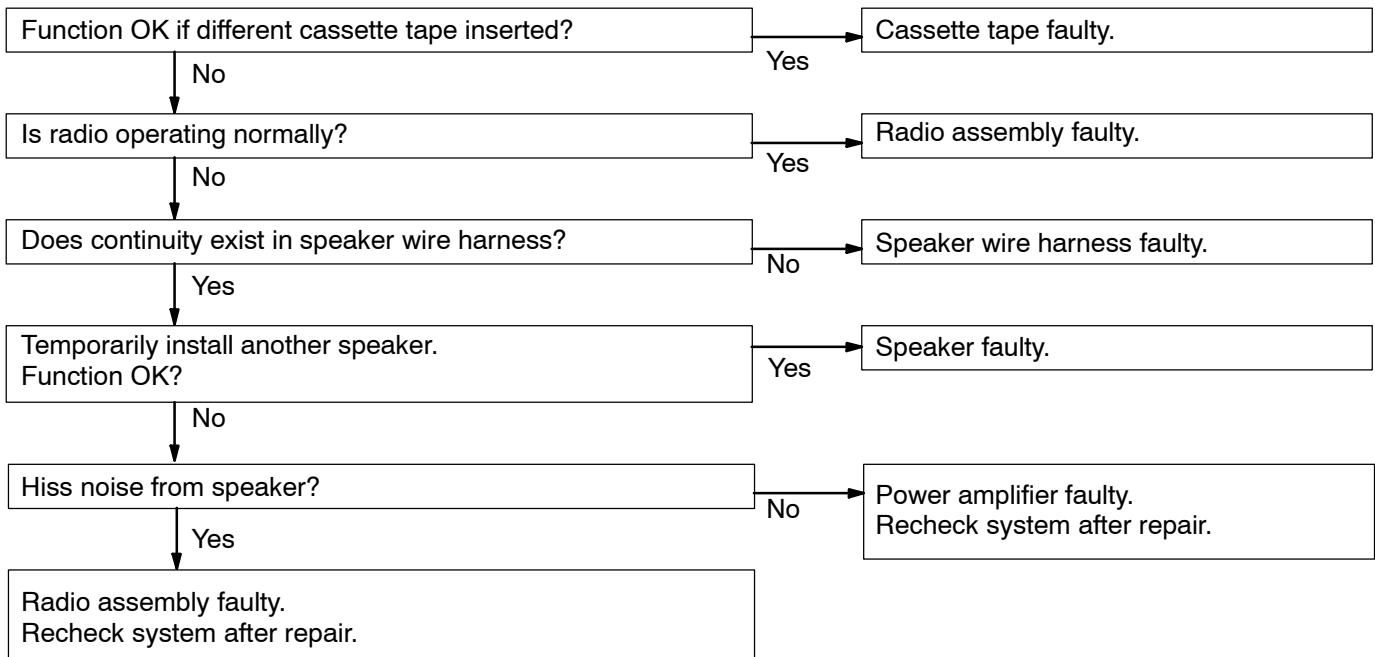 Function OK if different cassette tape inserted?
Yes
Cassette tape faulty.
No
Is radio operating normally?
Yes
Radio assembly faulty.
No
Does continuity exist in speaker wire harness?
No
Speaker wire harness faulty.
Yes
Temporarily install another speaker.
Function OK?
Yes
Speaker faulty.
No
Hiss noise from speaker?
No
Power amplifier faulty.
Recheck system after repair.
Yes
Radio assembly faulty.
Recheck system after repair.